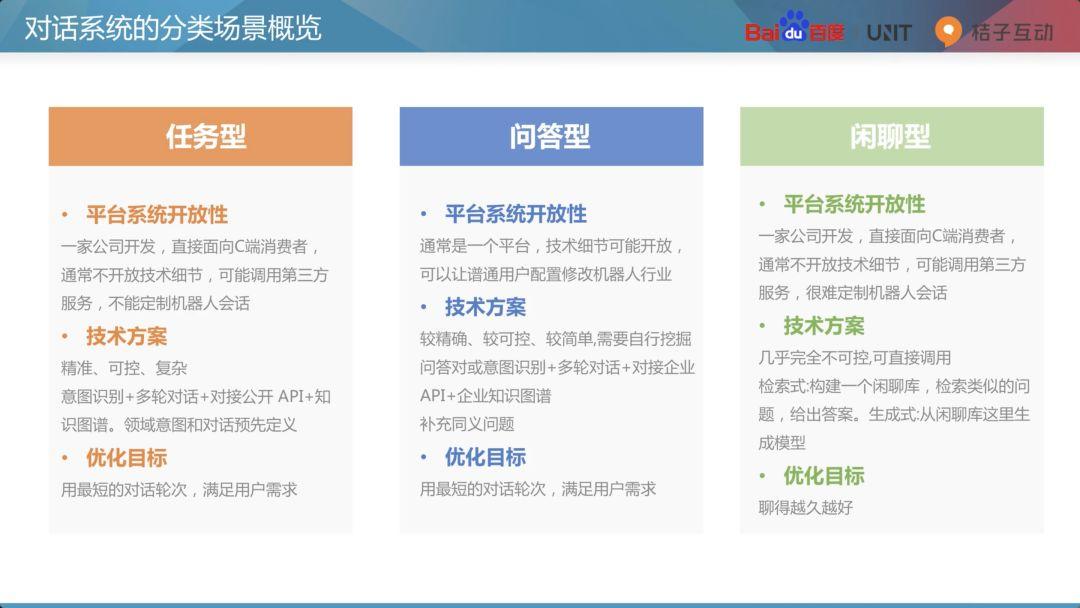 对话系统的分类场景概览
Bai du 百度 UNIT 桔子互动
任务型
• 平台系统开放性
一家公司开发，直接面向C端消费者，
通常不开放技术细节，可能调用第三方
服务，不能定制机器人会话
• 技术方案
精准、可控、复杂
意图识别+多轮对话+对接公开 API+知
识图谱。领域意图和对话预先定义
• 优化目标
用最短的对话轮次，满足用户需求
问答型
• 平台系统开放性
通常是一个平台，技术细节可能开放，
可以让谱通用户配置修改机器人行业
• 技术方案
较精确、较可控、较简单,需要自行挖掘
问答对或意图识别+多轮对话+对接企业
API+企业知识图谱
补充同义问题
• 优化目标
用最短的对话轮次，满足用户需求
闲聊型
• 平台系统开放性
一家公司开发，直接面向C端消费者，
通常不开放技术细节，可能调用第三方
服务，很难定制机器人会话
• 技术方案
几乎完全不可控,可直接调用
检索式:构建一个闲聊库，检索类似的问
题，给出答案。生成式:从闲聊库这里生
成模型
• 优化目标
聊得越久越好